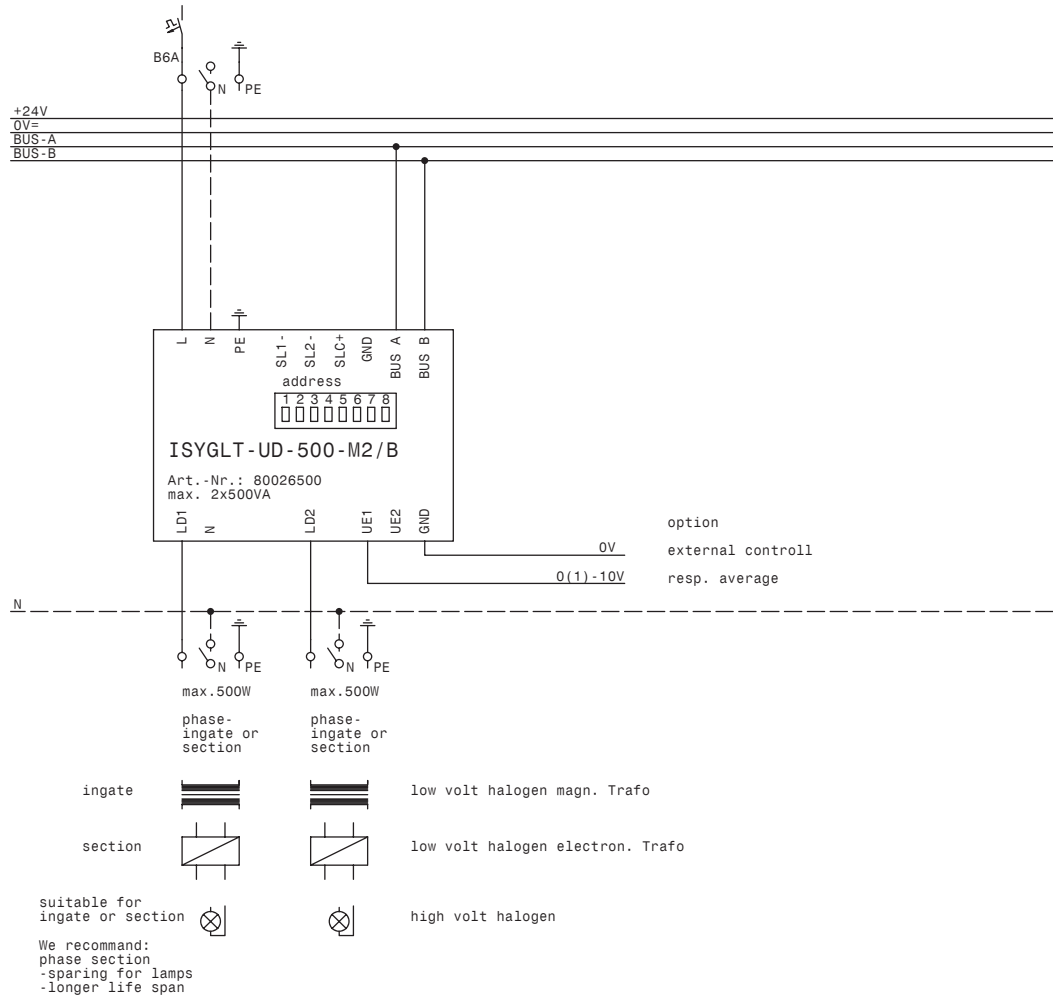 B6A
N
PE
+24V
0V=
BUS-A
BUS-B
L
N
PE
SL1-
SL2-
SLC+
GND
BUS A
BUS B
address
1 2 3 4 5 6 7 8
ISYGLT-UD-500-M2/B
Art.-Nr.: 80026500
max. 2x500VA
LD1
N
LD2
UE1
UE2
GND
option
0V
external controll
0(1)-10V
resp. average
N
N
PE
N
PE
max.500W
max.500W
phase-
ingate or
section
phase-
ingate or
section
ingate
low volt halogen magn. Trafo
section
low volt halogen electron. Trafo
suitable for
ingate or section
high volt halogen
We recommand:
phase section
-sparing for lamps
-longer life span